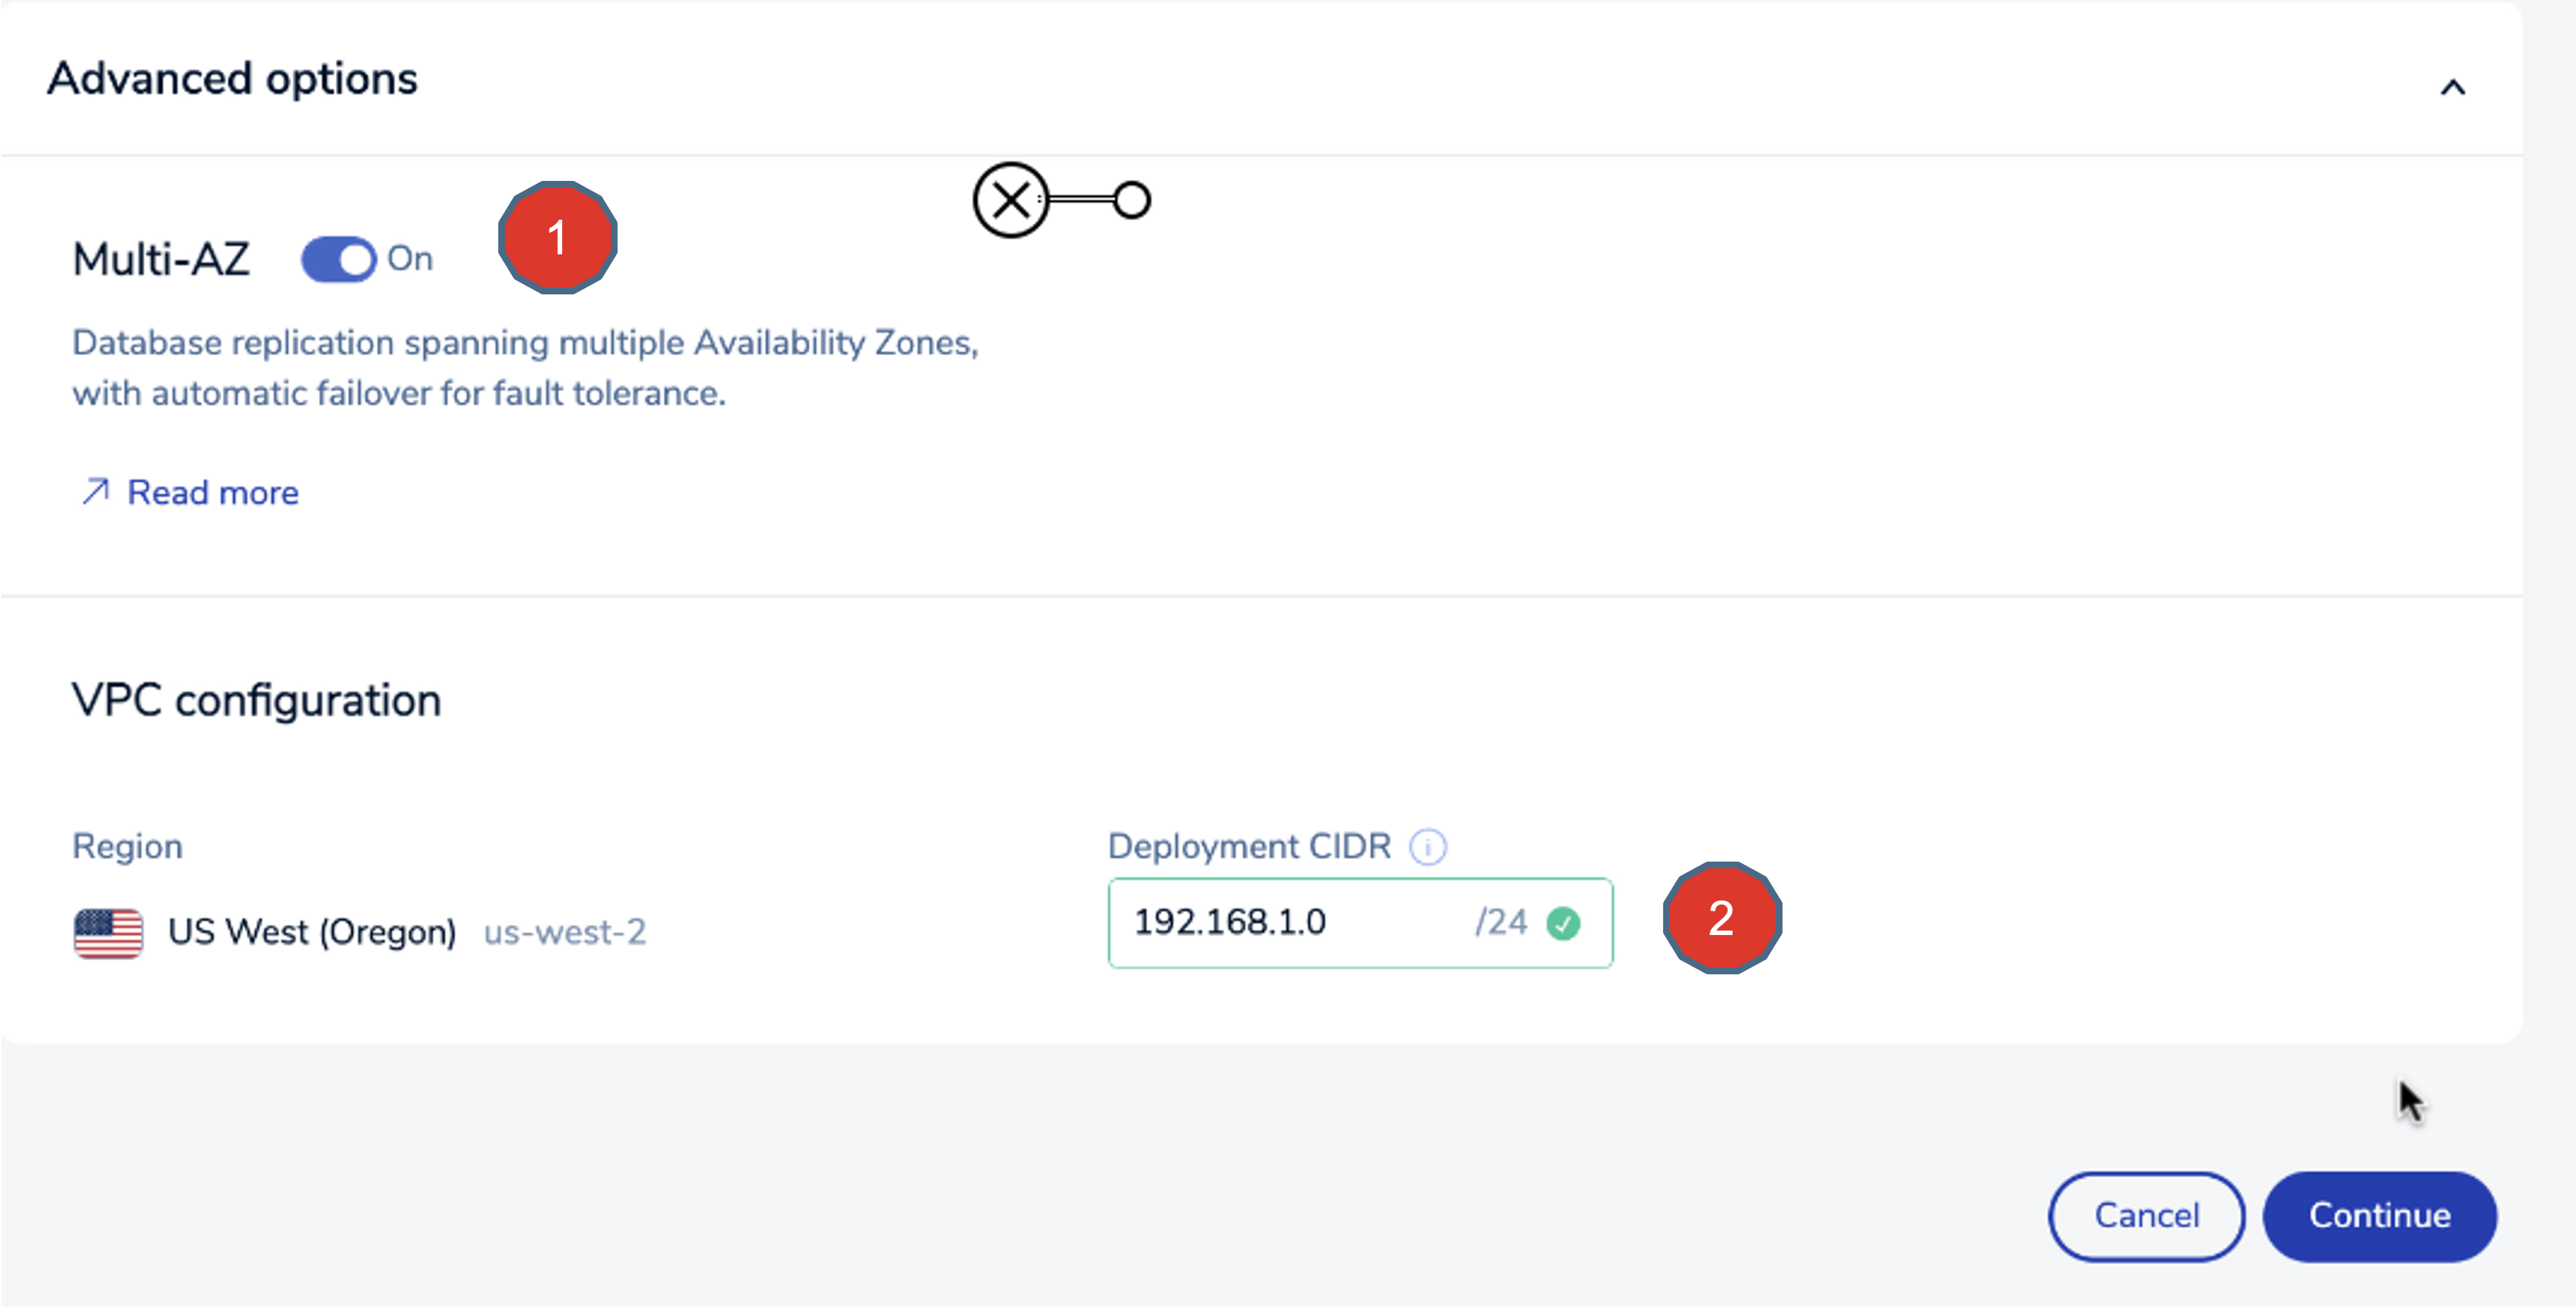 Advanced options
Multi-AZ On 1
Database replication spanning multiple Availability Zones,
with automatic failover for fault tolerance.
Read more
VPC configuration
Region Deployment CIDR
US West (Oregon) us-west-2 192.168.1.0 /24 2
Cancel Continue